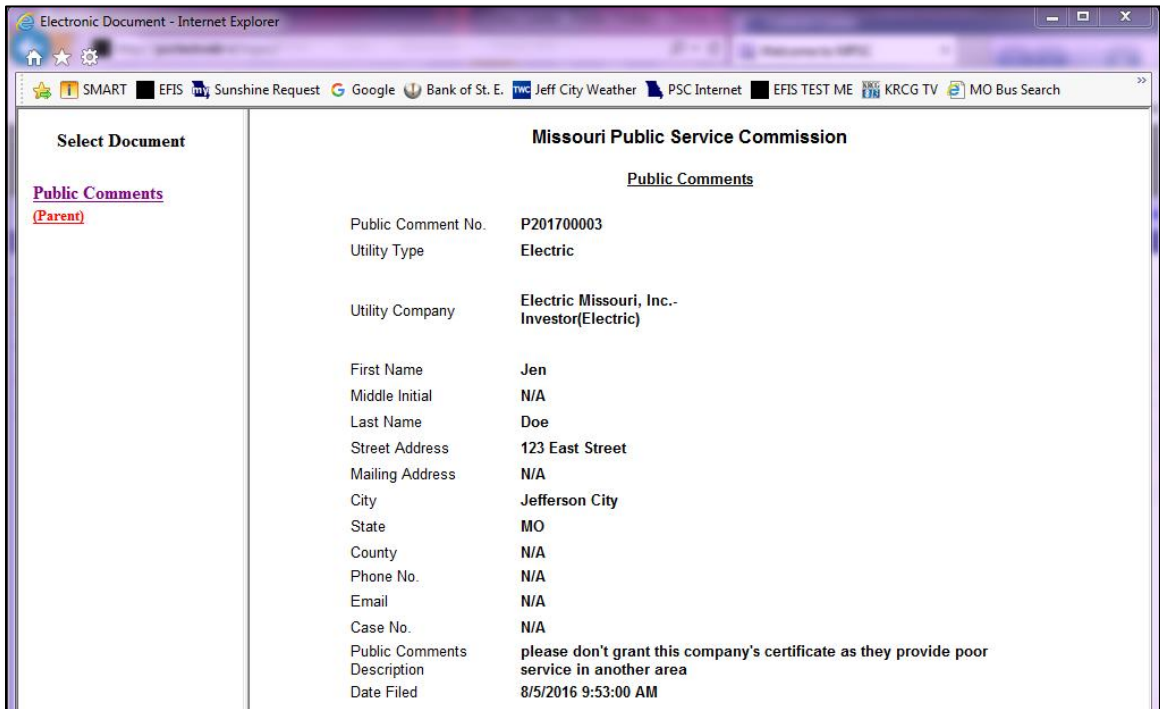 Electronic Document - Internet Explorer
SMART EFIS my Sunshine Request G Google Bank of St. E. TWC Jeff City Weather PSC Internet EFIS TEST ME KRCG TV MO Bus Search »
Select Document
Public Comments
(Parent)
Missouri Public Service Commission
Public Comments
Public Comment No. P201700003
Utility Type Electric
Utility Company Electric Missouri, Inc.-
Investor(Electric)
First Name Jen
Middle Initial N/A
Last Name Doe
Street Address 123 East Street
Mailing Address N/A
City Jefferson City
State MO
County N/A
Phone No. N/A
Email N/A
Case No. N/A
Public Comments please don't grant this company's certificate as they provide poor
Description service in another area
Date Filed 8/5/2016 9:53:00 AM